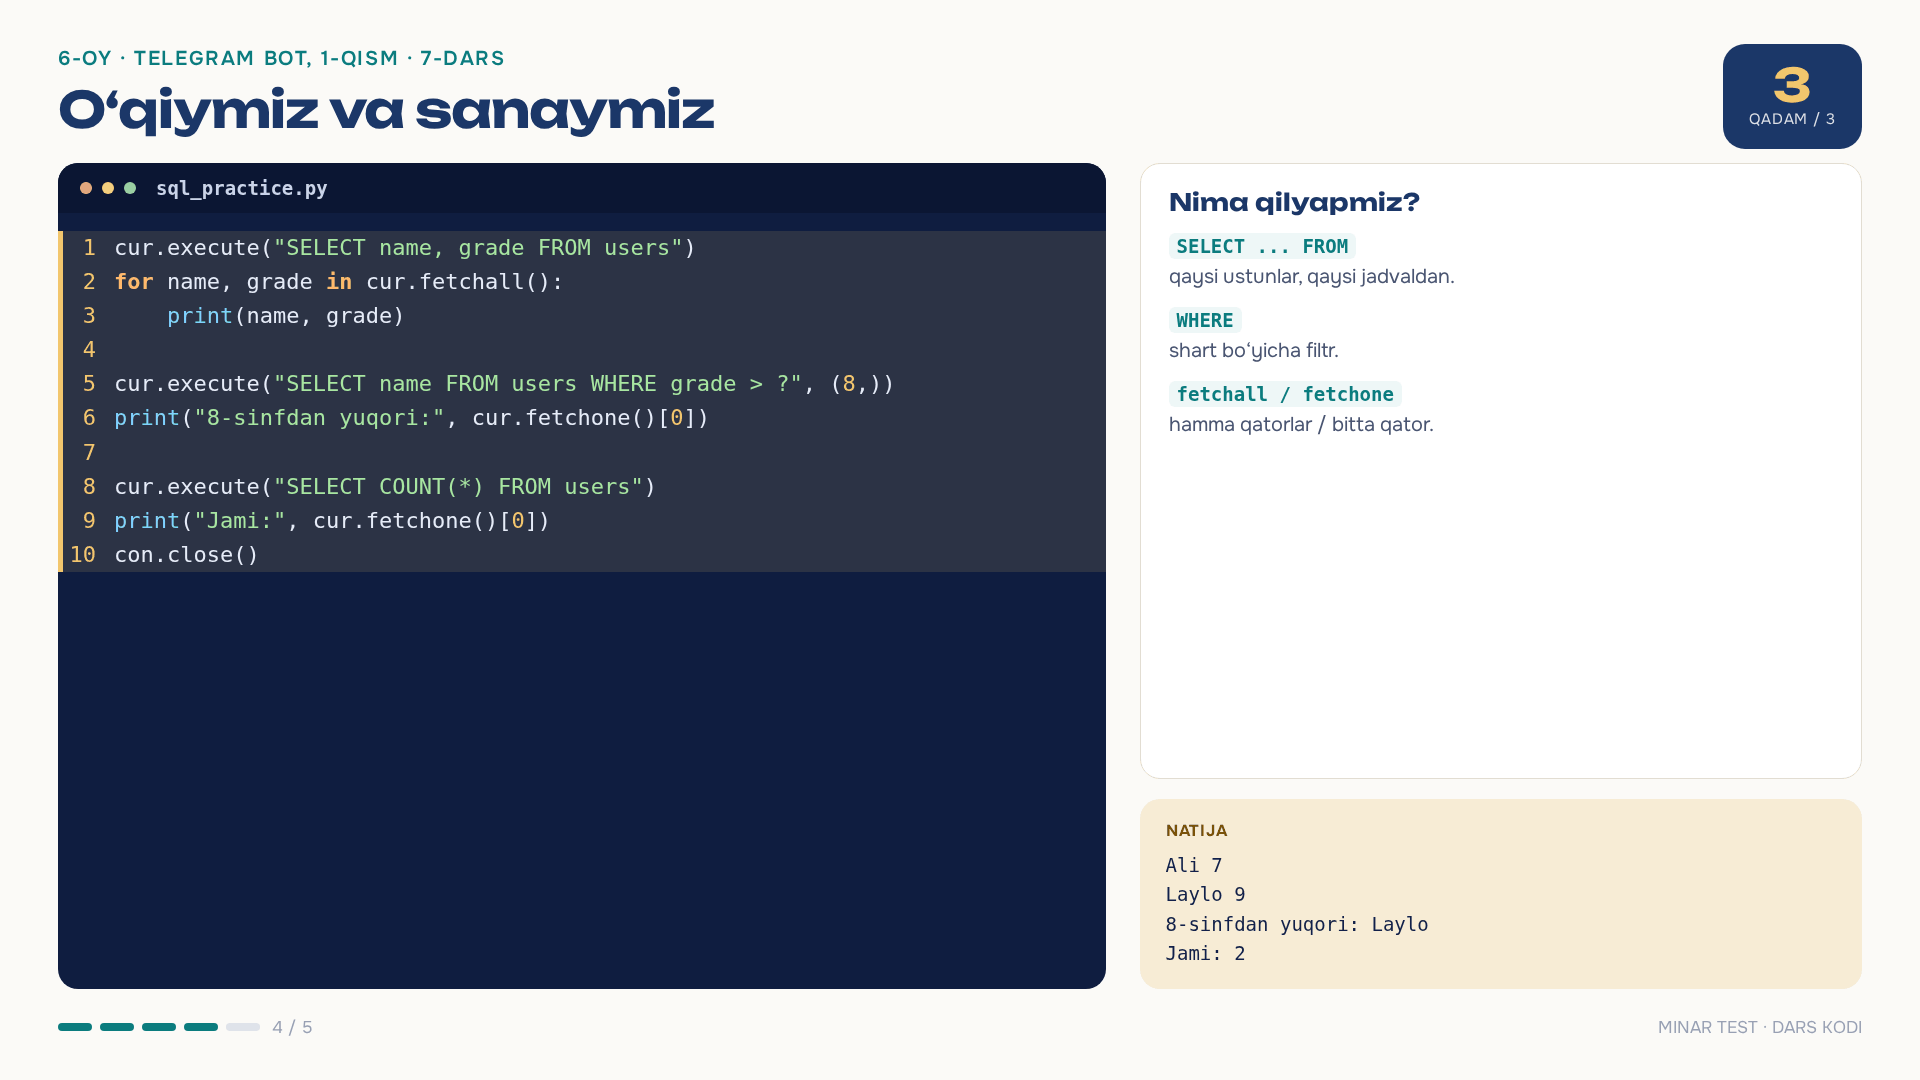 6-OY · TELEGRAM BOT, 1-QISM · 7-DARS
O‘qiymiz va sanaymiz
3
QADAM / 3
sql_practice.py
1 cur.execute("SELECT name, grade FROM users")
2 for name, grade in cur.fetchall():
3     print(name, grade)
4
5 cur.execute("SELECT name FROM users WHERE grade > ?", (8,))
6 print("8-sinfdan yuqori:", cur.fetchone()[0])
7
8 cur.execute("SELECT COUNT(*) FROM users")
9 print("Jami:", cur.fetchone()[0])
10 con.close()
Nima qilyapmiz?
SELECT ... FROM
qaysi ustunlar, qaysi jadvaldan.
WHERE
shart bo‘yicha filtr.
fetchall / fetchone
hamma qatorlar / bitta qator.
NATIJA
Ali 7
Laylo 9
8-sinfdan yuqori: Laylo
Jami: 2
4 / 5
MINAR TEST · DARS KODI